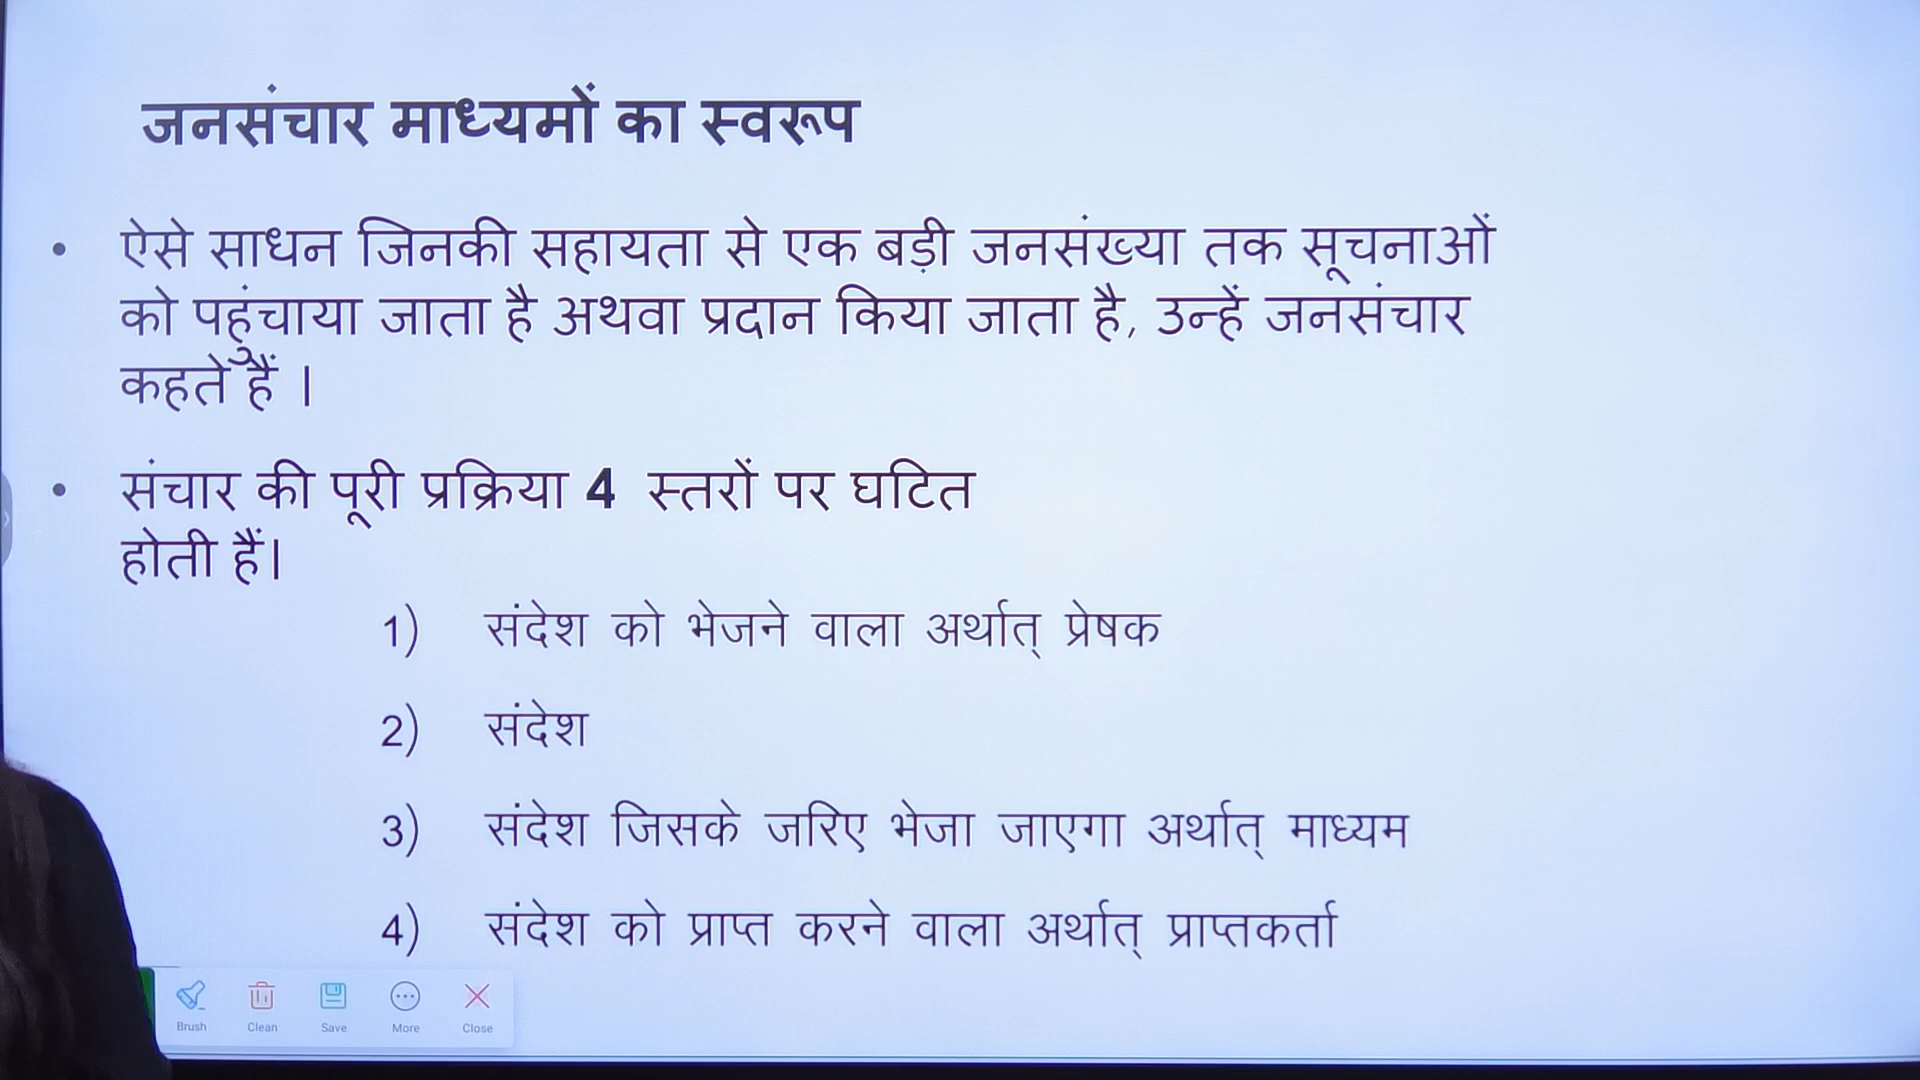 जनसंचार माध्यमों का स्वरूप
• ऐसे साधन जिनकी सहायता से एक बड़ी जनसंख्या तक सूचनाओं
को पहुंचाया जाता है अथवा प्रदान किया जाता है, उन्हें जनसंचार
कहते हैं ।
• संचार की पूरी प्रक्रिया 4 स्तरों पर घटित
होती हैं।
1) संदेश को भेजने वाला अर्थात् प्रेषक
2) संदेश
3) संदेश जिसके जरिए भेजा जाएगा अर्थात् माध्यम
4) संदेश को प्राप्त करने वाला अर्थात् प्राप्तकर्ता
Brush Clean Save More Close